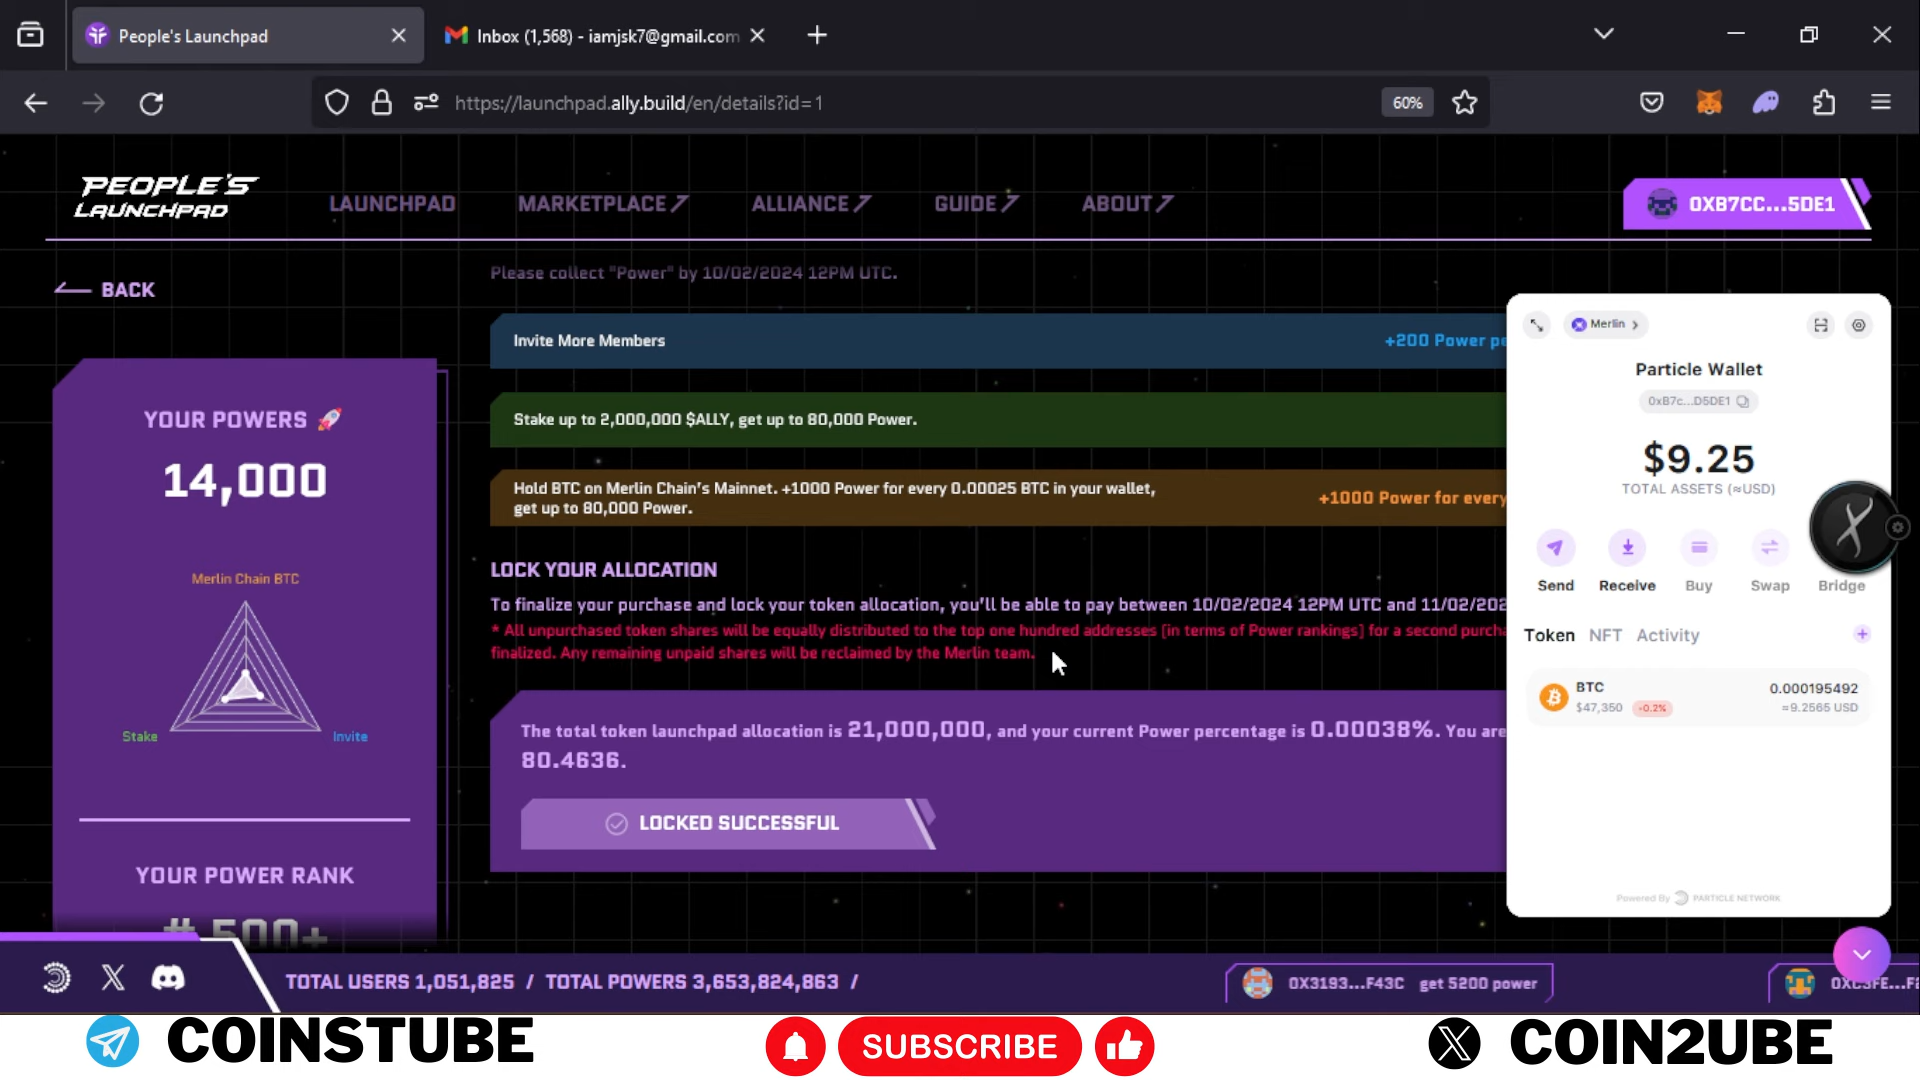 People's Launchpad
Inbox (1,568) - iamjsk7@gmail.com
https://launchpad.ally.build/en/details?id=1
60%
PEOPLE'S
LAUNCHPAD
LAUNCHPAD
MARKETPLACE
ALLIANCE
GUIDE
ABOUT
0XB7CC...5DE1
BACK
Please collect "Power" by 10/02/2024 12PM UTC.
YOUR POWERS 🚀
14,000
Merlin Chain BTC
Stake
Invite
YOUR POWER RANK
# 500+
Invite More Members
+200 Power pe
Stake up to 2,000,000 $ALLY, get up to 80,000 Power.
Hold BTC on Merlin Chain's Mainnet. +1000 Power for every 0.00025 BTC in your wallet,
get up to 80,000 Power.
+1000 Power for every
LOCK YOUR ALLOCATION
To finalize your purchase and lock your token allocation, you'll be able to pay between 10/02/2024 12PM UTC and 11/02/202
* All unpurchased token shares will be equally distributed to the top one hundred addresses [in terms of Power rankings] for a second purcha
finalized. Any remaining unpaid shares will be reclaimed by the Merlin team.
The total token launchpad allocation is 21,000,000, and your current Power percentage is 0.00038%. You are
80.4636.
LOCKED SUCCESSFUL
Merlin
Particle Wallet
0xB7c...D5DE1
$9.25
TOTAL ASSETS (≈USD)
Send
Receive
Buy
Swap
Bridge
Token
NFT
Activity
BTC
0.000195492
$47,350
-0.2%
≈9.2565 USD
Powered By PARTICLE NETWORK
TOTAL USERS 1,051,825 / TOTAL POWERS 3,653,824,863 /
0X3193...F43C get 5200 power
COINSTUBE
SUBSCRIBE
COIN2UBE